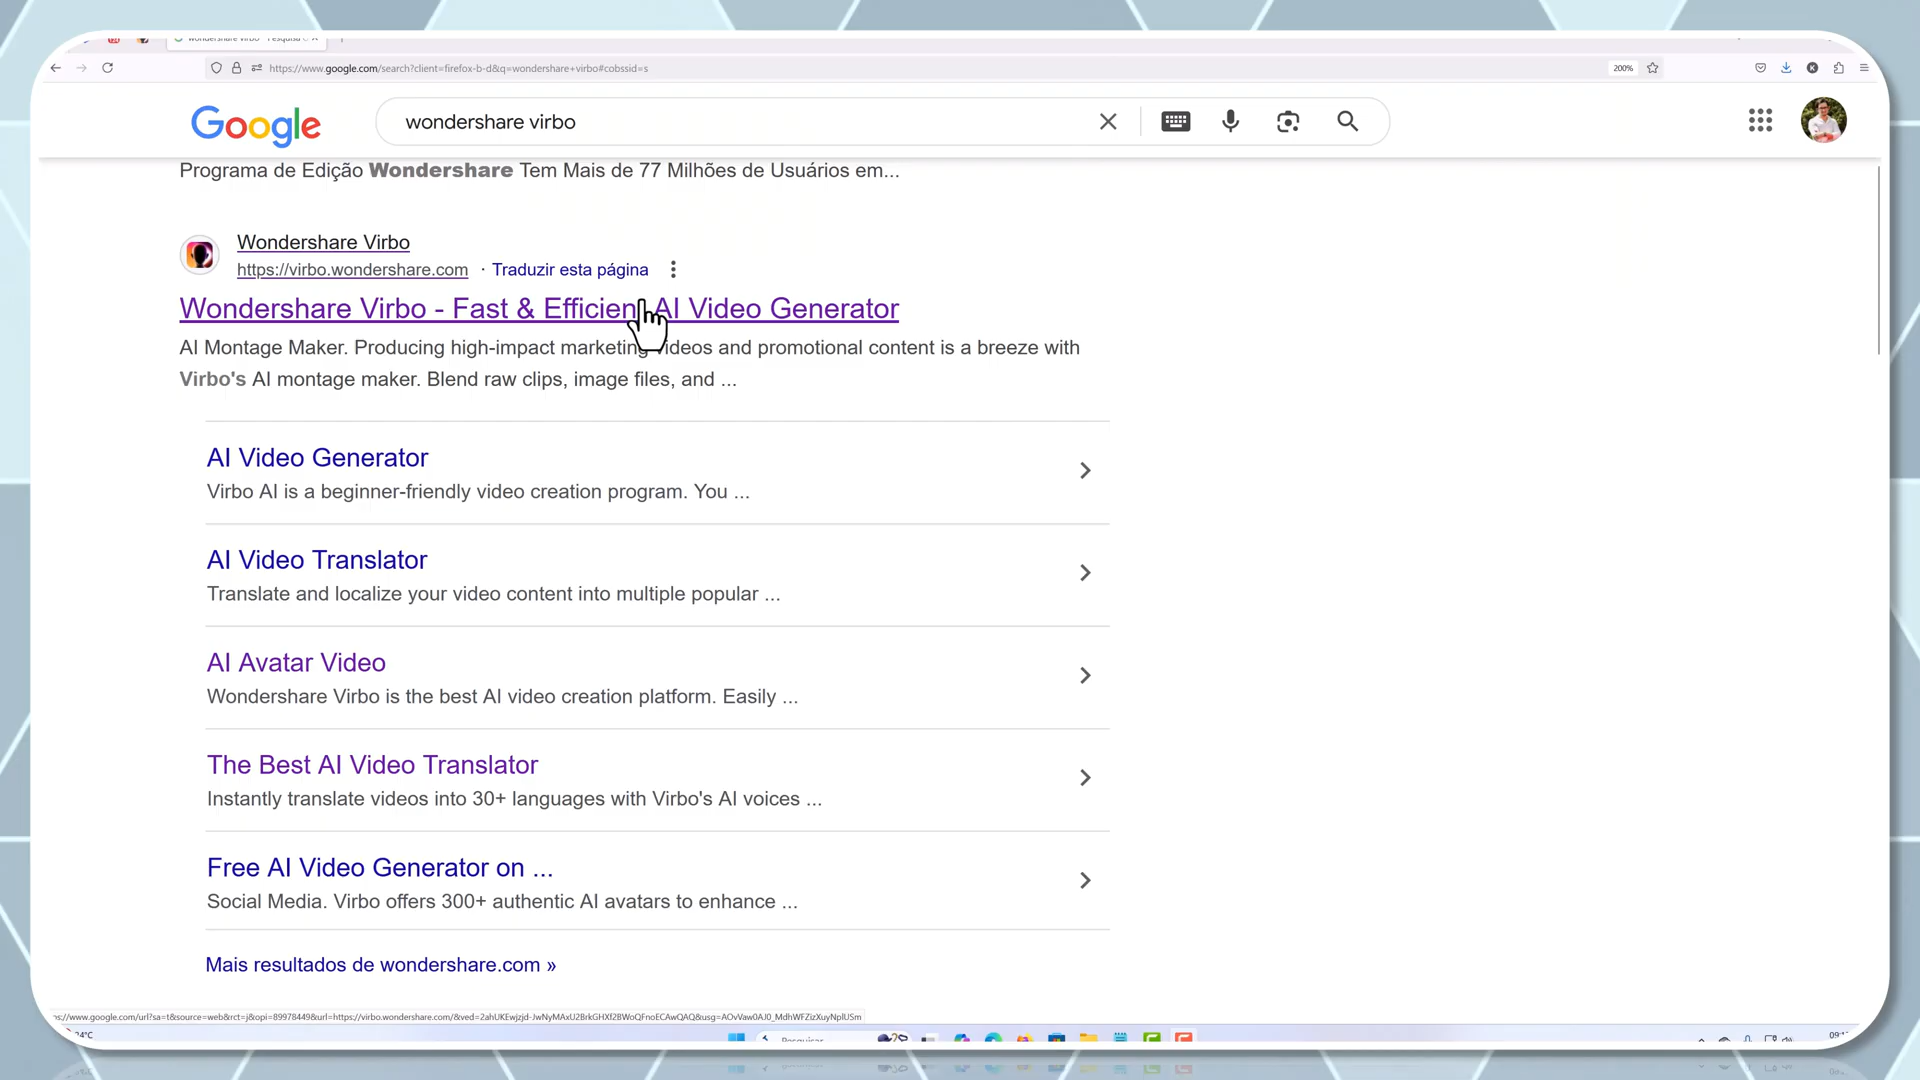 wondershare virbo - Pesquisa
https://www.google.com/search?client=firefox-b-d&q=wondershare+virbo#cobssid=s
200%
K
Google
wondershare virbo
Programa de Edição Wondershare Tem Mais de 77 Milhões de Usuários em...
Wondershare Virbo
https://virbo.wondershare.com · Traduzir esta página
Wondershare Virbo - Fast & Efficien AI Video Generator
AI Montage Maker. Producing high-impact marketing videos and promotional content is a breeze with
Virbo's AI montage maker. Blend raw clips, image files, and ...
AI Video Generator
Virbo AI is a beginner-friendly video creation program. You ...
AI Video Translator
Translate and localize your video content into multiple popular ...
AI Avatar Video
Wondershare Virbo is the best AI video creation platform. Easily ...
The Best AI Video Translator
Instantly translate videos into 30+ languages with Virbo's AI voices ...
Free AI Video Generator on ...
Social Media. Virbo offers 300+ authentic AI avatars to enhance ...
Mais resultados de wondershare.com »
Pesquisar